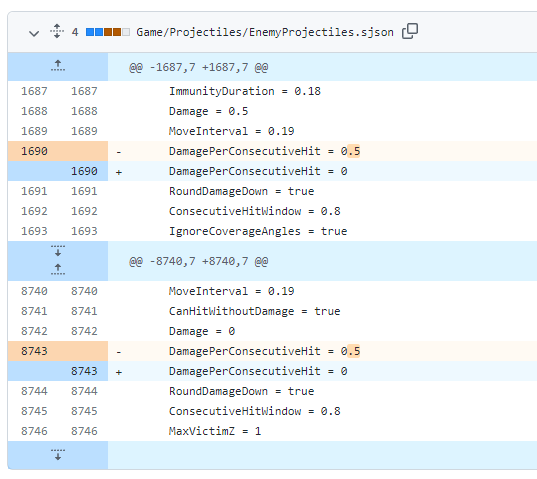 4 Game/Projectiles/EnemyProjectiles.sjson
@@ -1687,7 +1687,7 @@
1687 1687 ImmunityDuration = 0.18
1688 1688 Damage = 0.5
1689 1689 MoveInterval = 0.19
1690 - DamagePerConsecutiveHit = 0.5
1690 + DamagePerConsecutiveHit = 0
1691 1691 RoundDamageDown = true
1692 1692 ConsecutiveHitWindow = 0.8
1693 1693 IgnoreCoverageAngles = true
@@ -8740,7 +8740,7 @@
8740 8740 MoveInterval = 0.19
8741 8741 CanHitWithoutDamage = true
8742 8742 Damage = 0
8743 - DamagePerConsecutiveHit = 0.5
8743 + DamagePerConsecutiveHit = 0
8744 8744 RoundDamageDown = true
8745 8745 ConsecutiveHitWindow = 0.8
8746 8746 MaxVictimZ = 1